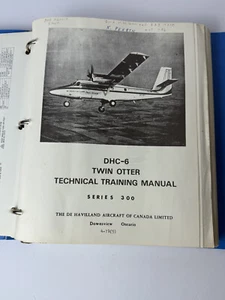 DHC-6
TWIN OTTER
TECHNICAL TRAINING MANUAL
SERIES 300
THE DE HAVILLAND AIRCRAFT OF CANADA LIMITED
Downsview Ontario